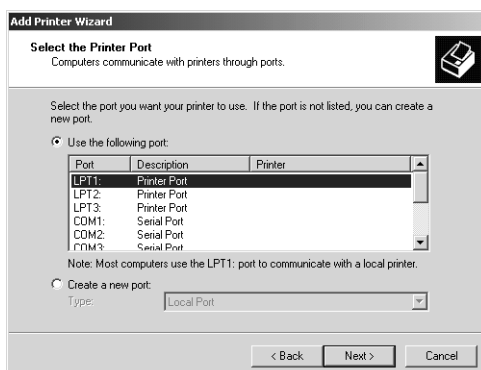 Add Printer Wizard
Select the Printer Port
Computers communicate with printers through ports.
Select the port you want your printer to use. If the port is not listed, you can create a
new port.
Use the following port:
Port Description Printer
LPT1: Printer Port
LPT2: Printer Port
LPT3: Printer Port
COM1: Serial Port
COM2: Serial Port
COM3: Serial Port
Note: Most computers use the LPT1: port to communicate with a local printer.
Create a new port:
Type: Local Port
< Back Next > Cancel